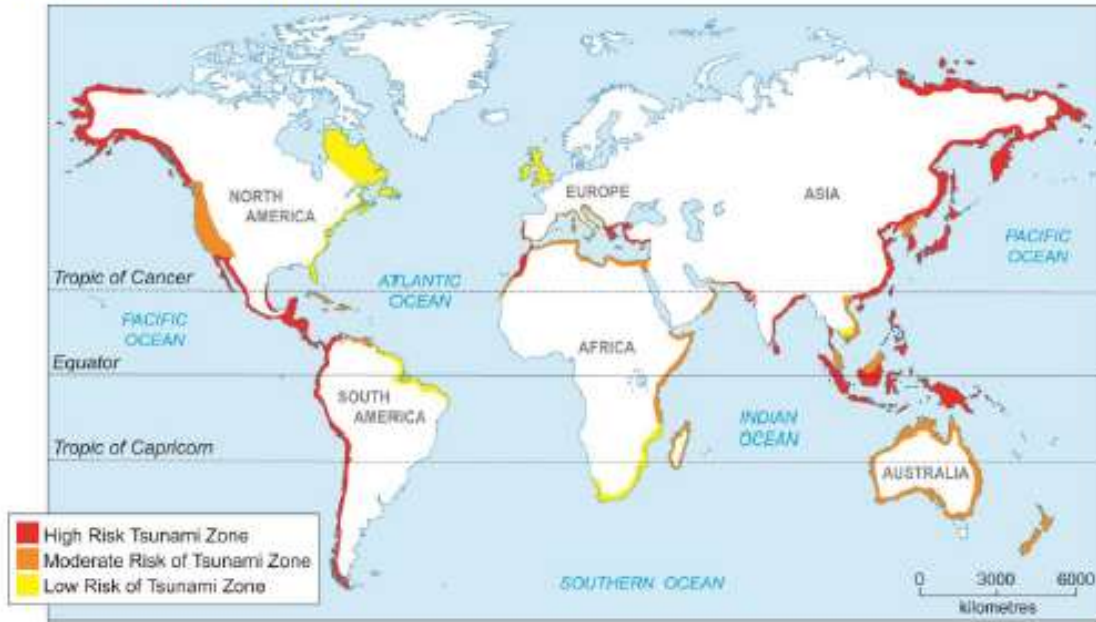 NORTH
AMERICA
EUROPE
ASIA
PACIFIC
OCEAN
Tropic of Cancer
ATLANTIC
OCEAN
PACIFIC
OCEAN
AFRICA
Equator
SOUTH
AMERICA
INDIAN
OCEAN
Tropic of Capricorn
AUSTRALIA
High Risk Tsunami Zone
Moderate Risk of Tsunami Zone
Low Risk of Tsunami Zone
SOUTHERN OCEAN
0 3000 6000
kilometres